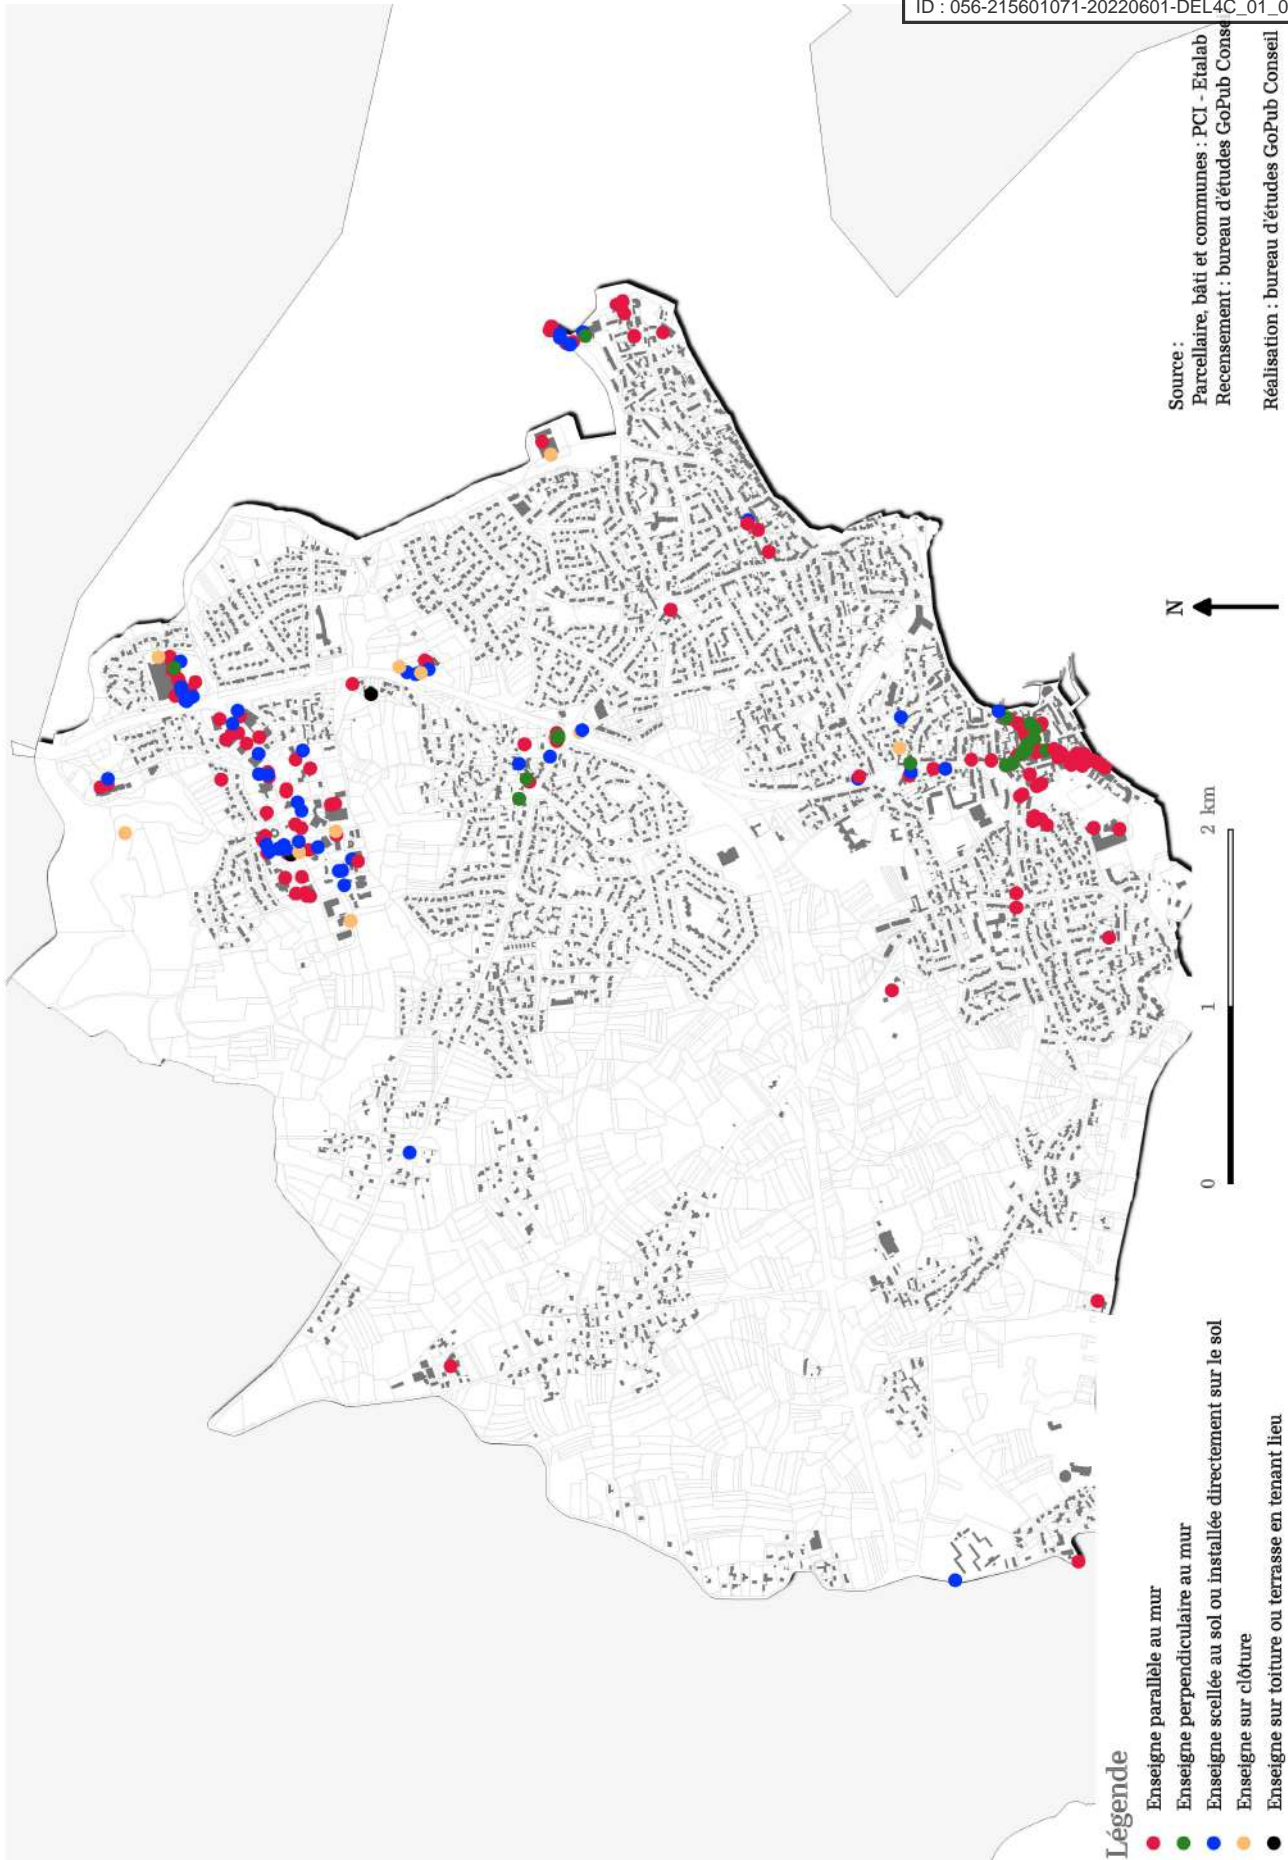 ID : 056-215601071-20220601-DEL4C_01_0
Source :
Parcellaire, bâti et communes : PCI - Etalab
Recensement : bureau d'études GoPub Conseil
Réalisation : bureau d'études GoPub Conseil
N
0 1 2 km
Légende
Enseigne parallèle au mur
Enseigne perpendiculaire au mur
Enseigne scellée au sol ou installée directement sur le sol
Enseigne sur clôture
Enseigne sur toiture ou terrasse en tenant lieu